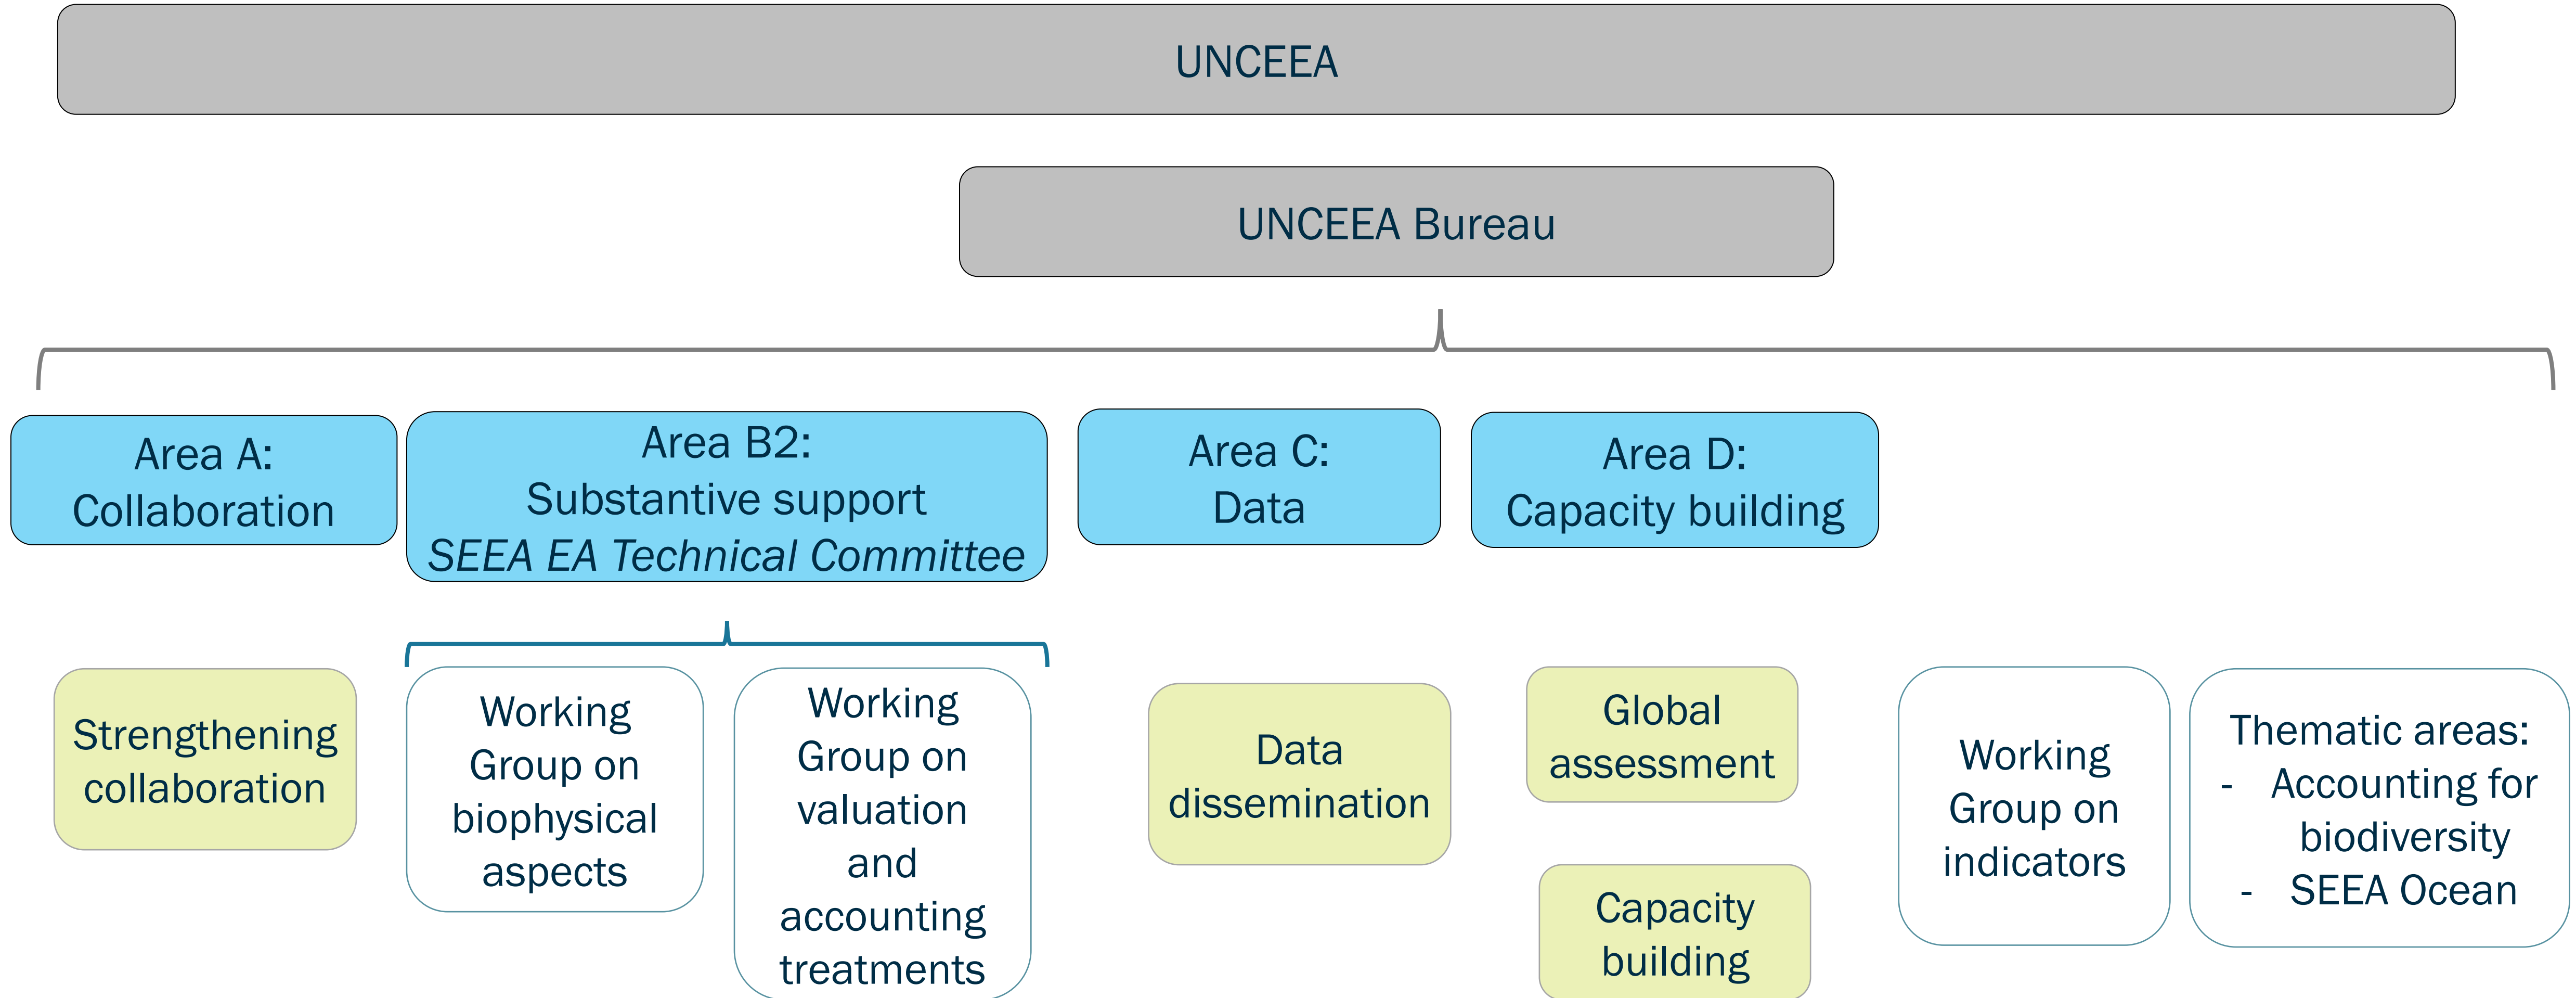 UNCEEA
UNCEEA Bureau
Area A:
Collaboration
Area B2:
Substantive support
SEEA EA Technical Committee
Area C:
Data
Area D:
Capacity building
Strengthening
collaboration
Working
Group on
biophysical
aspects
Working
Group on
valuation
and
accounting
treatments
Data
dissemination
Global
assessment
Capacity
building
Working
Group on
indicators
Thematic areas:
- Accounting for
biodiversity
- SEEA Ocean